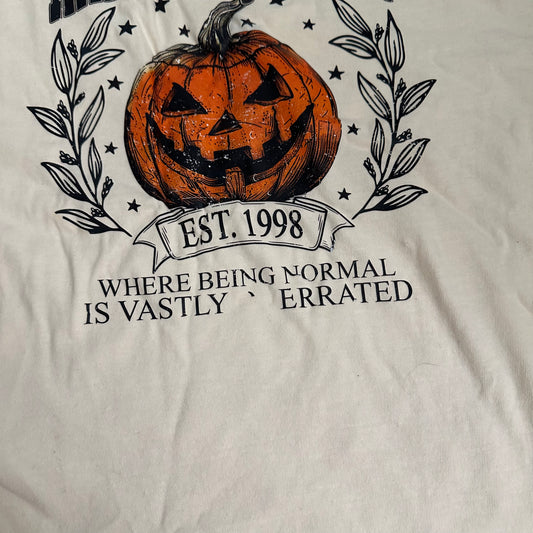 EST. 1998
WHERE BEING NORMAL
IS VASTLY ERRATED